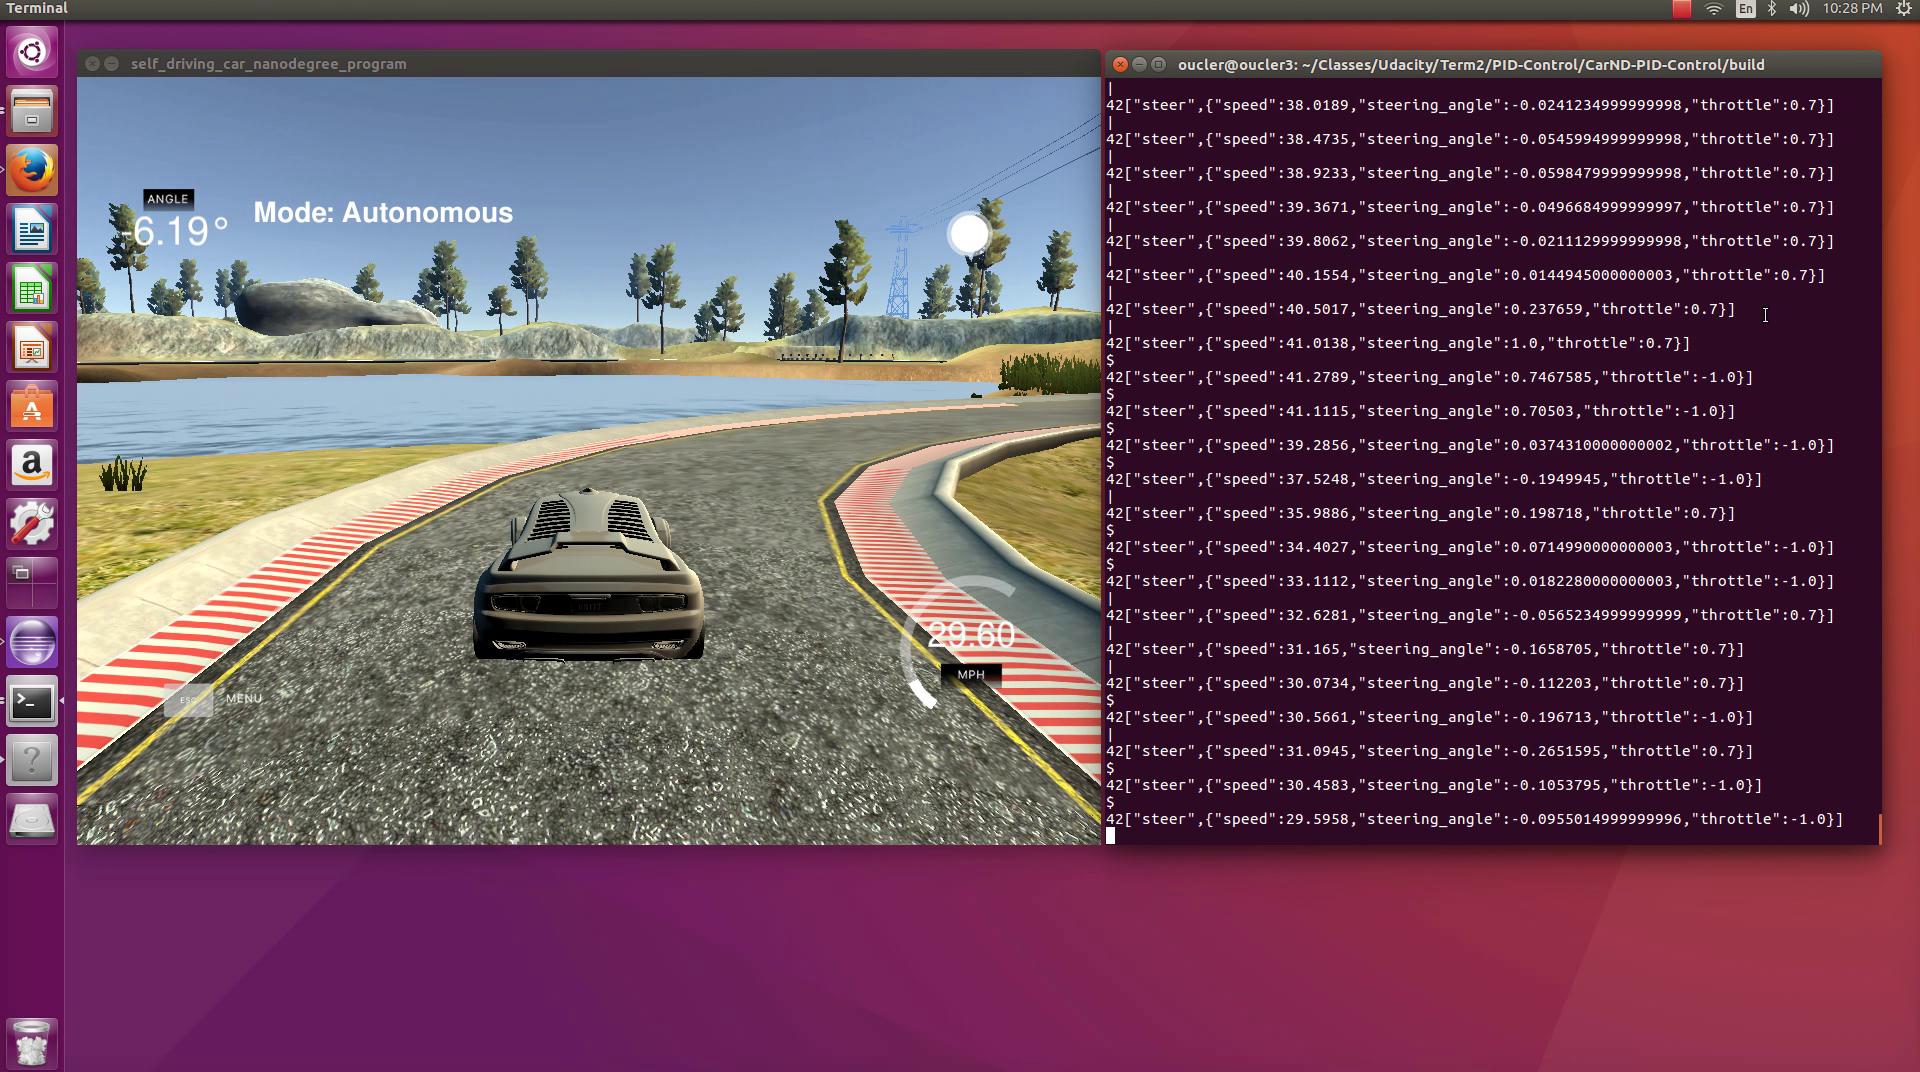 Terminal
En
10:28 PM
self_driving_car_nanodegree_program
ANGLE
-6.19°
Mode: Autonomous
29.60
MPH
ESC
MENU
oucler@oucler3: ~/Classes/Udacity/Term2/PID-Control/CarND-PID-Control/build
|
42["steer",{"speed":38.0189,"steering_angle":-0.0241234999999998,"throttle":0.7}]
|
42["steer",{"speed":38.4735,"steering_angle":-0.0545994999999998,"throttle":0.7}]
|
42["steer",{"speed":38.9233,"steering_angle":-0.0598479999999998,"throttle":0.7}]
|
42["steer",{"speed":39.3671,"steering_angle":-0.0496684999999997,"throttle":0.7}]
|
42["steer",{"speed":39.8062,"steering_angle":-0.0211129999999998,"throttle":0.7}]
|
42["steer",{"speed":40.1554,"steering_angle":0.0144945000000003,"throttle":0.7}]
|
42["steer",{"speed":40.5017,"steering_angle":0.237659,"throttle":0.7}]
|
42["steer",{"speed":41.0138,"steering_angle":1.0,"throttle":0.7}]
$
42["steer",{"speed":41.2789,"steering_angle":0.7467585,"throttle":-1.0}]
$
42["steer",{"speed":41.1115,"steering_angle":0.70503,"throttle":-1.0}]
$
42["steer",{"speed":39.2856,"steering_angle":0.0374310000000002,"throttle":-1.0}]
$
42["steer",{"speed":37.5248,"steering_angle":-0.1949945,"throttle":-1.0}]
|
42["steer",{"speed":35.9886,"steering_angle":0.198718,"throttle":0.7}]
$
42["steer",{"speed":34.4027,"steering_angle":0.0714990000000003,"throttle":-1.0}]
$
42["steer",{"speed":33.1112,"steering_angle":0.0182280000000003,"throttle":-1.0}]
|
42["steer",{"speed":32.6281,"steering_angle":-0.0565234999999999,"throttle":0.7}]
|
42["steer",{"speed":31.165,"steering_angle":-0.1658705,"throttle":0.7}]
|
42["steer",{"speed":30.0734,"steering_angle":-0.112203,"throttle":0.7}]
$
42["steer",{"speed":30.5661,"steering_angle":-0.196713,"throttle":-1.0}]
|
42["steer",{"speed":31.0945,"steering_angle":-0.2651595,"throttle":0.7}]
$
42["steer",{"speed":30.4583,"steering_angle":-0.1053795,"throttle":-1.0}]
$
42["steer",{"speed":29.5958,"steering_angle":-0.0955014999999996,"throttle":-1.0}]